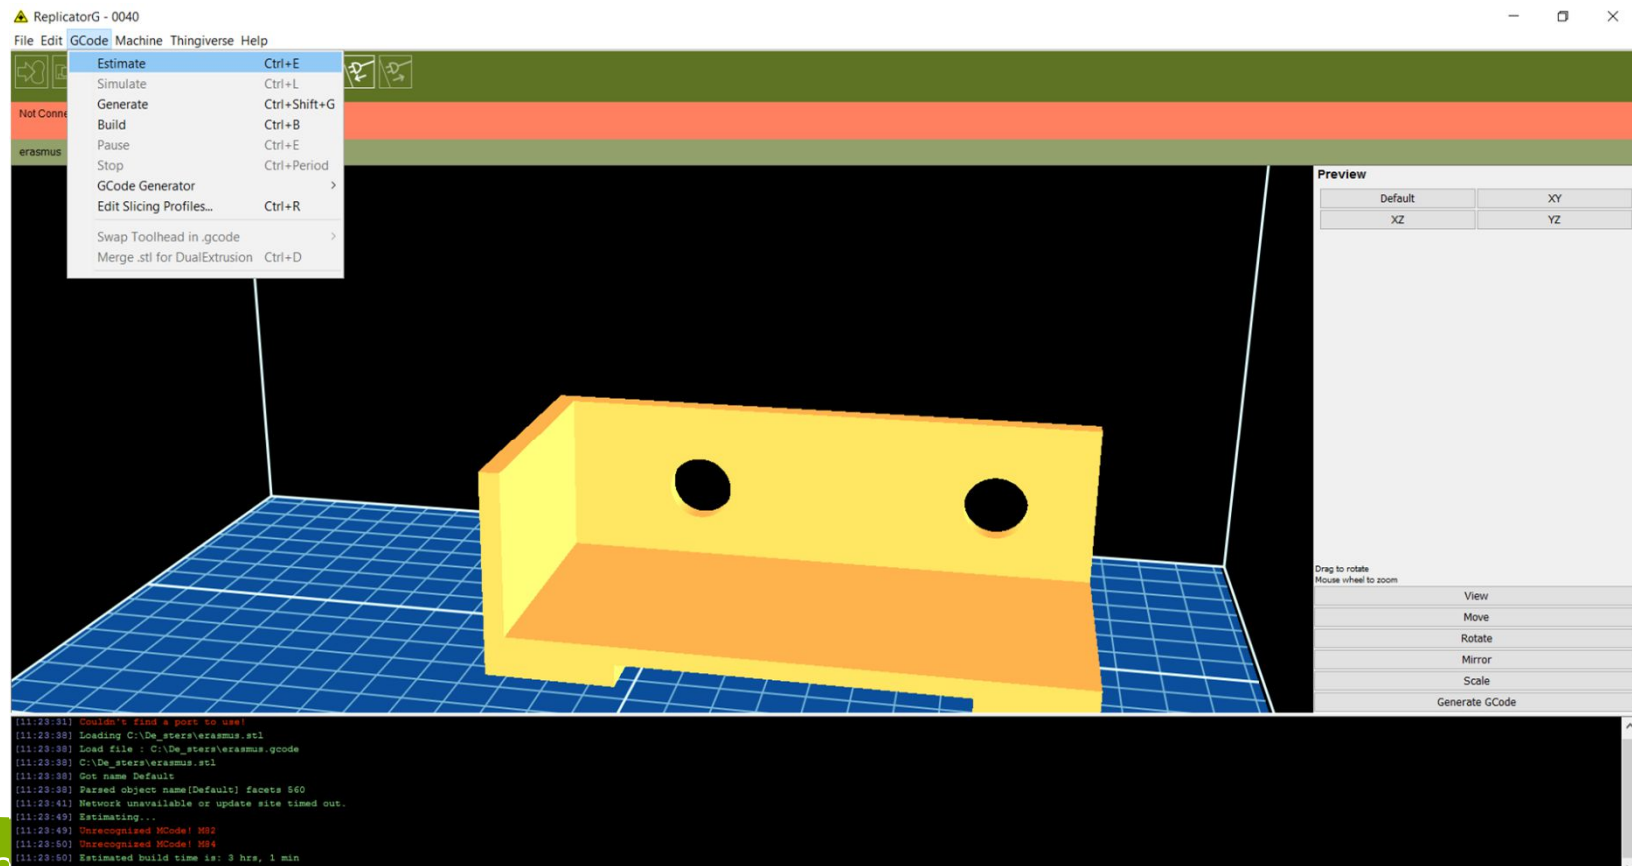 ReplicatorG - 0040
File Edit GCode Machine Thingiverse Help
Estimate Ctrl+E
Simulate Ctrl+L
Generate Ctrl+Shift+G
Build Ctrl+B
Pause Ctrl+E
Stop Ctrl+Period
GCode Generator
Edit Slicing Profiles... Ctrl+R
Swap Toolhead in .gcode
Merge .stl for DualExtrusion Ctrl+D
Not Conne
erasmus
Preview
Default XY
XZ YZ
Drag to rotate
Mouse wheel to zoom
View
Move
Rotate
Mirror
Scale
Generate GCode
[11:23:31] Couldn't find a port to use!
[11:23:38] Loading C:\De_sters\erasmus.stl
[11:23:38] Load file : C:\De_sters\erasmus.gcode
[11:23:38] C:\De_sters\erasmus.stl
[11:23:38] Got name Default
[11:23:38] Parsed object name[Default] facets 560
[11:23:41] Network unavailable or update site timed out.
[11:23:49] Estimating...
[11:23:49] Unrecognized MCode! M82
[11:23:50] Unrecognized MCode! M84
[11:23:50] Estimated build time is: 3 hrs, 1 min